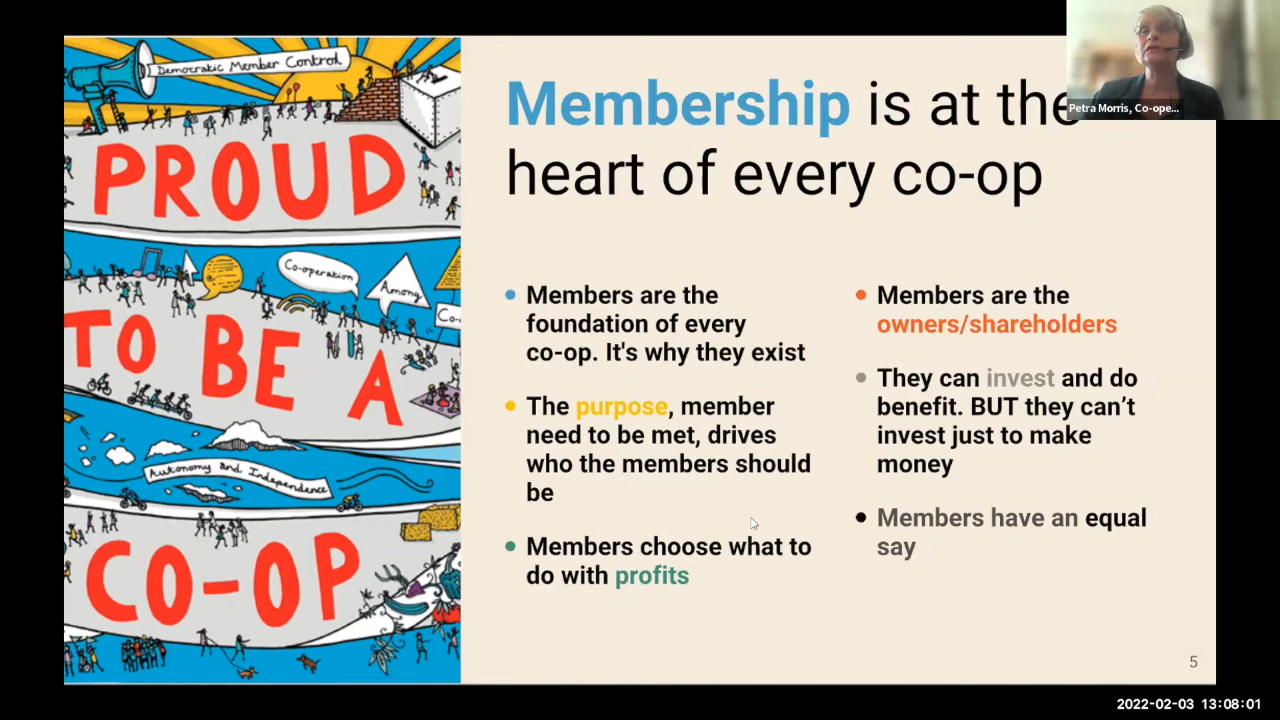 Democratic Member Control
PROUD
Co-operation
Among
Co-
TO BE A
Autonomy and Independence
CO-OP
Membership is at the
heart of every co-op
Members are the
foundation of every
co-op. It's why they exist
The purpose, member
need to be met, drives
who the members should
be
Members choose what to
do with profits
Members are the
owners/shareholders
They can invest and do
benefit. BUT they can’t
invest just to make
money
Members have an equal
say
5
Petra Morris, Co-ope...
2022-02-03 13:08:01